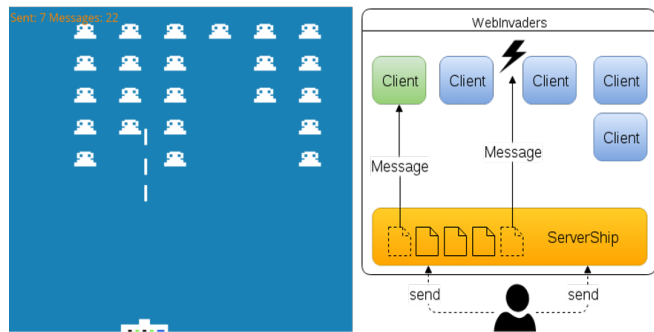 Sent: 7 Messages: 22
WebInvaders
Client
Client
Client
Client
Client
Message
Message
ServerShip
send
send